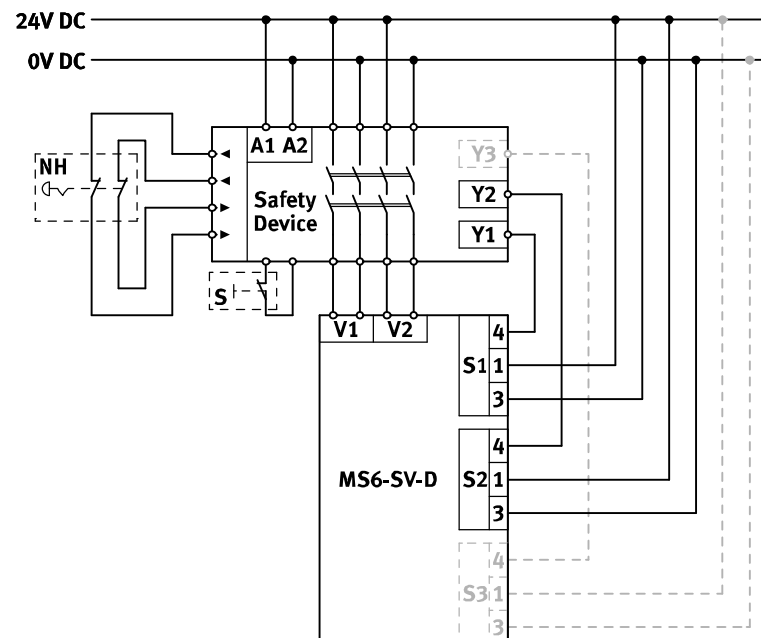 24V DC
0V DC
A1 A2
Y3
NH
Y2
Safety
Device
Y1
S
V1 V2
4
S1 1
3
4
MS6-SV-D
S2 1
3
4
S3 1
3